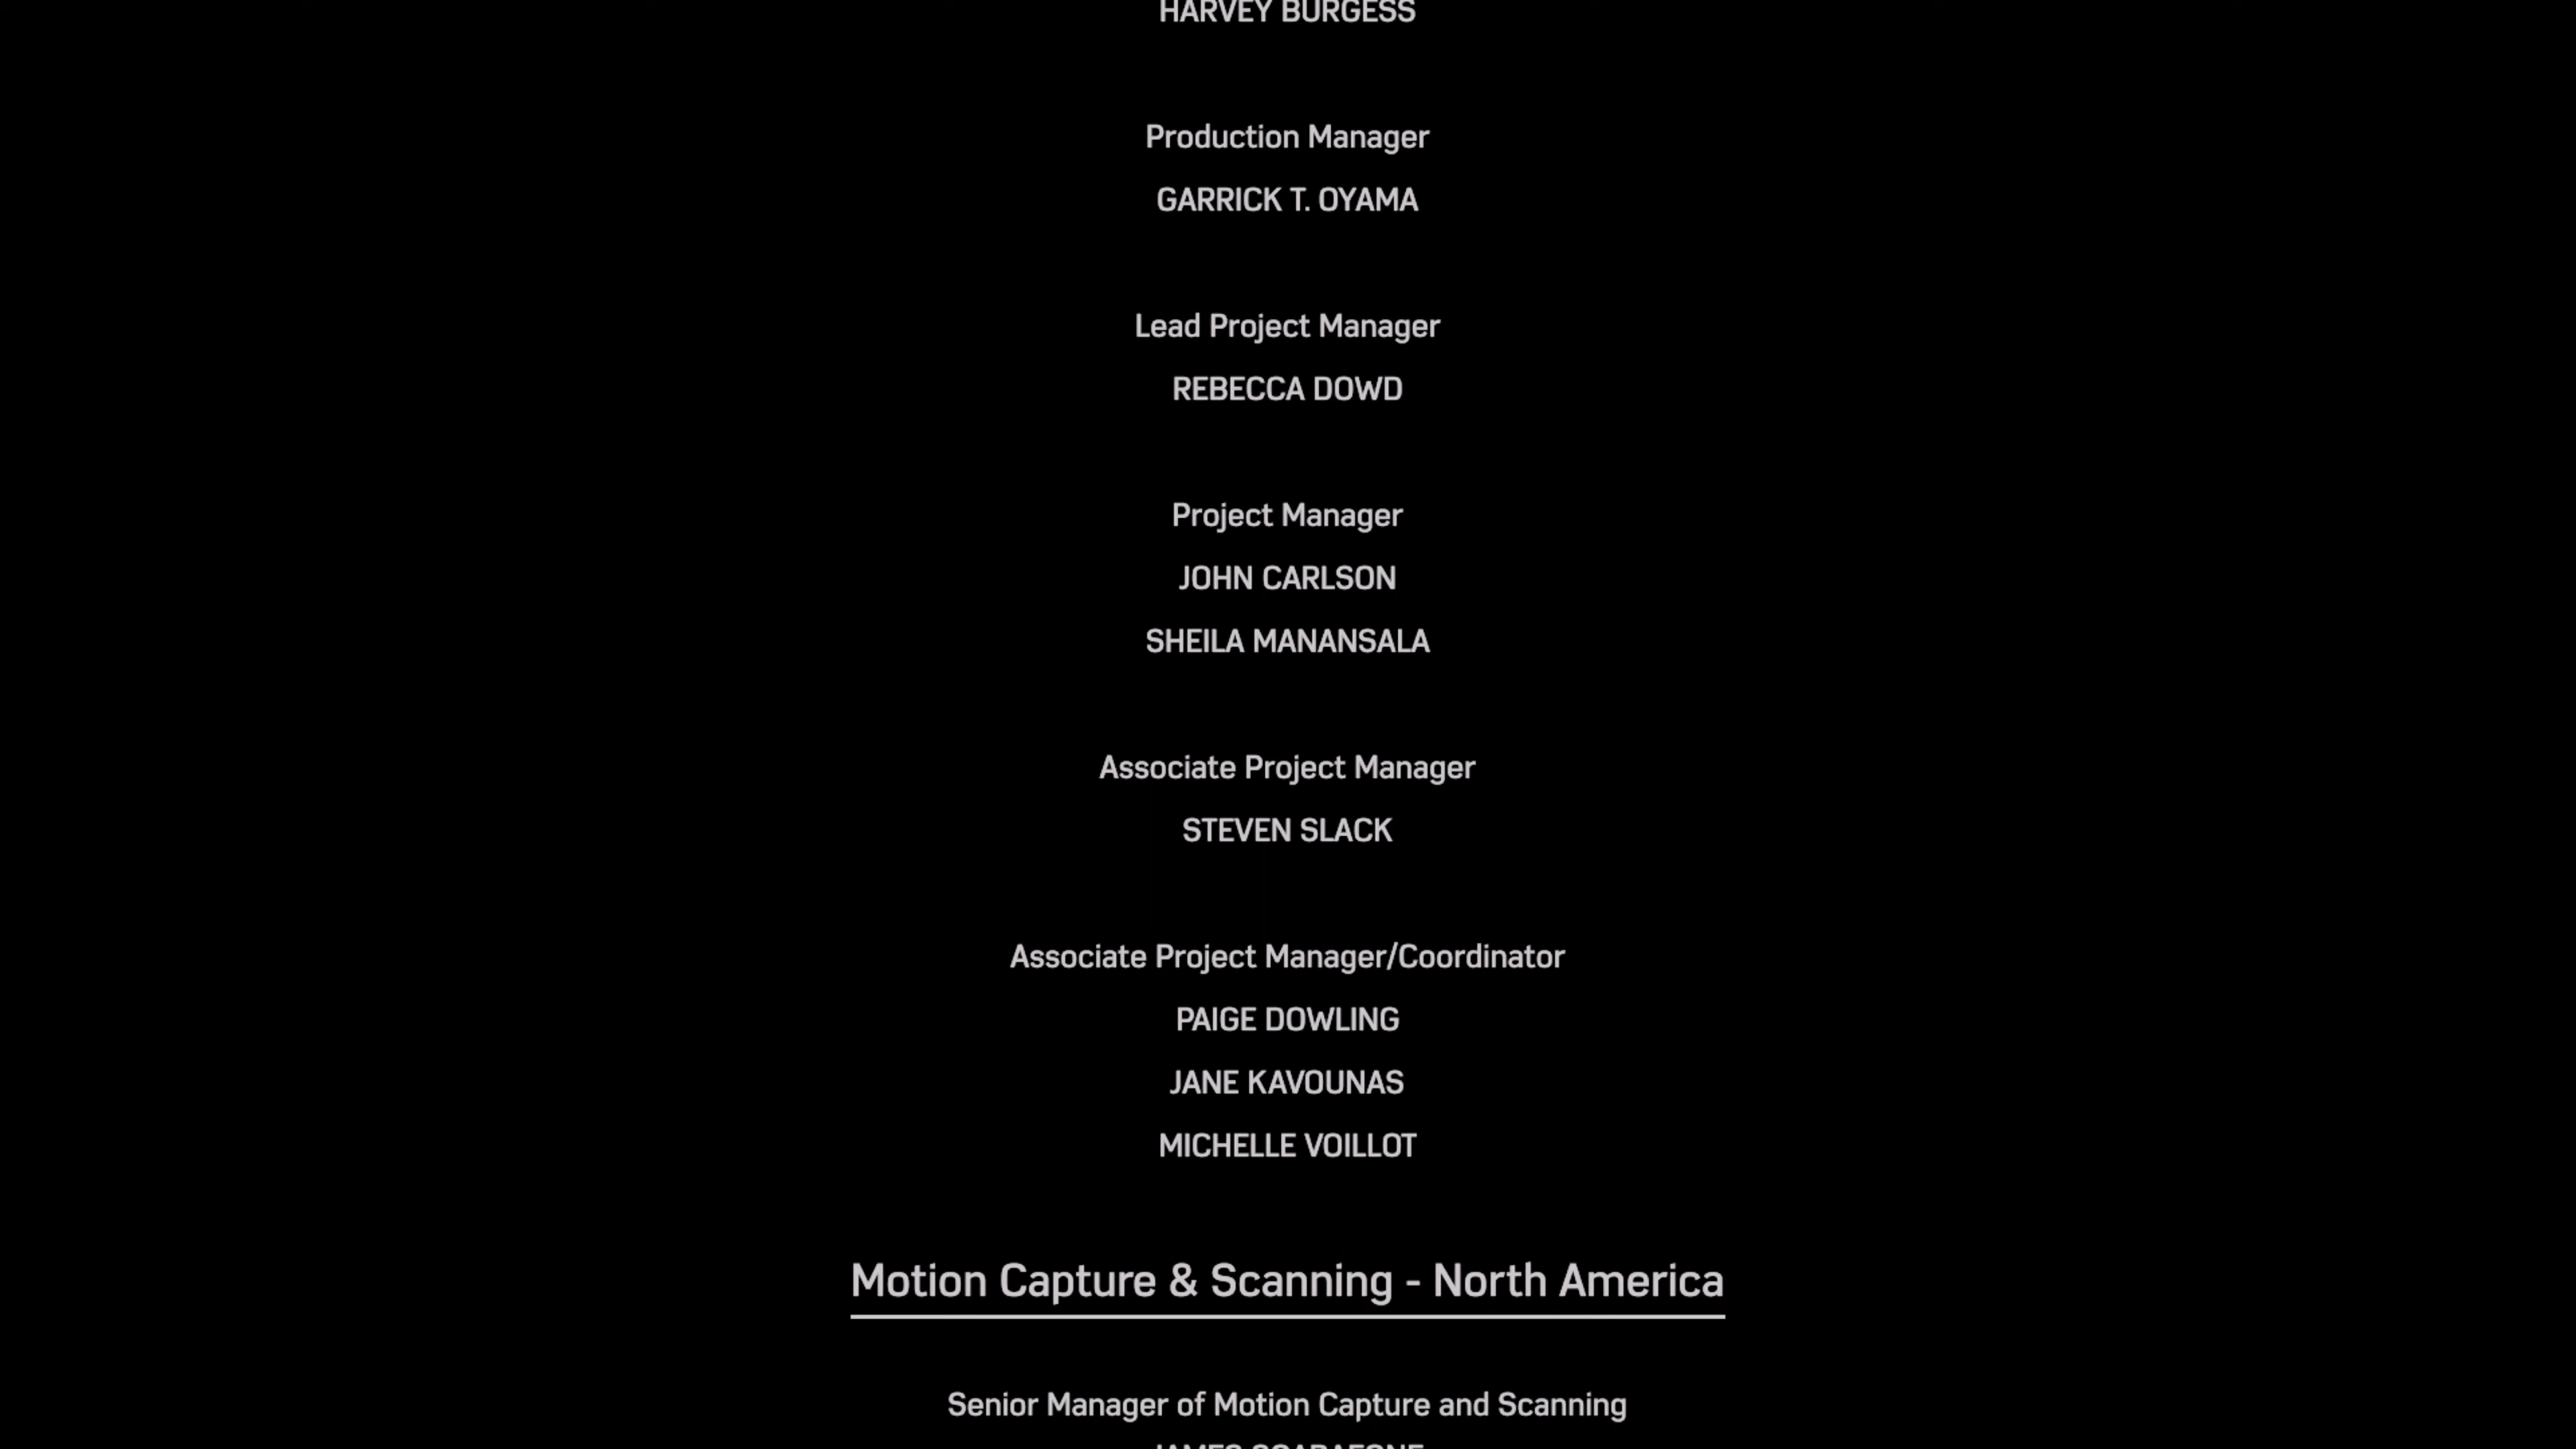 HARVEY BURGESS
Production Manager
GARRICK T. OYAMA
Lead Project Manager
REBECCA DOWD
Project Manager
JOHN CARLSON
SHEILA MANANSALA
Associate Project Manager
STEVEN SLACK
Associate Project Manager/Coordinator
PAIGE DOWLING
JANE KAVOUNAS
MICHELLE VOILLOT
Motion Capture & Scanning - North America
Senior Manager of Motion Capture and Scanning
JAMES